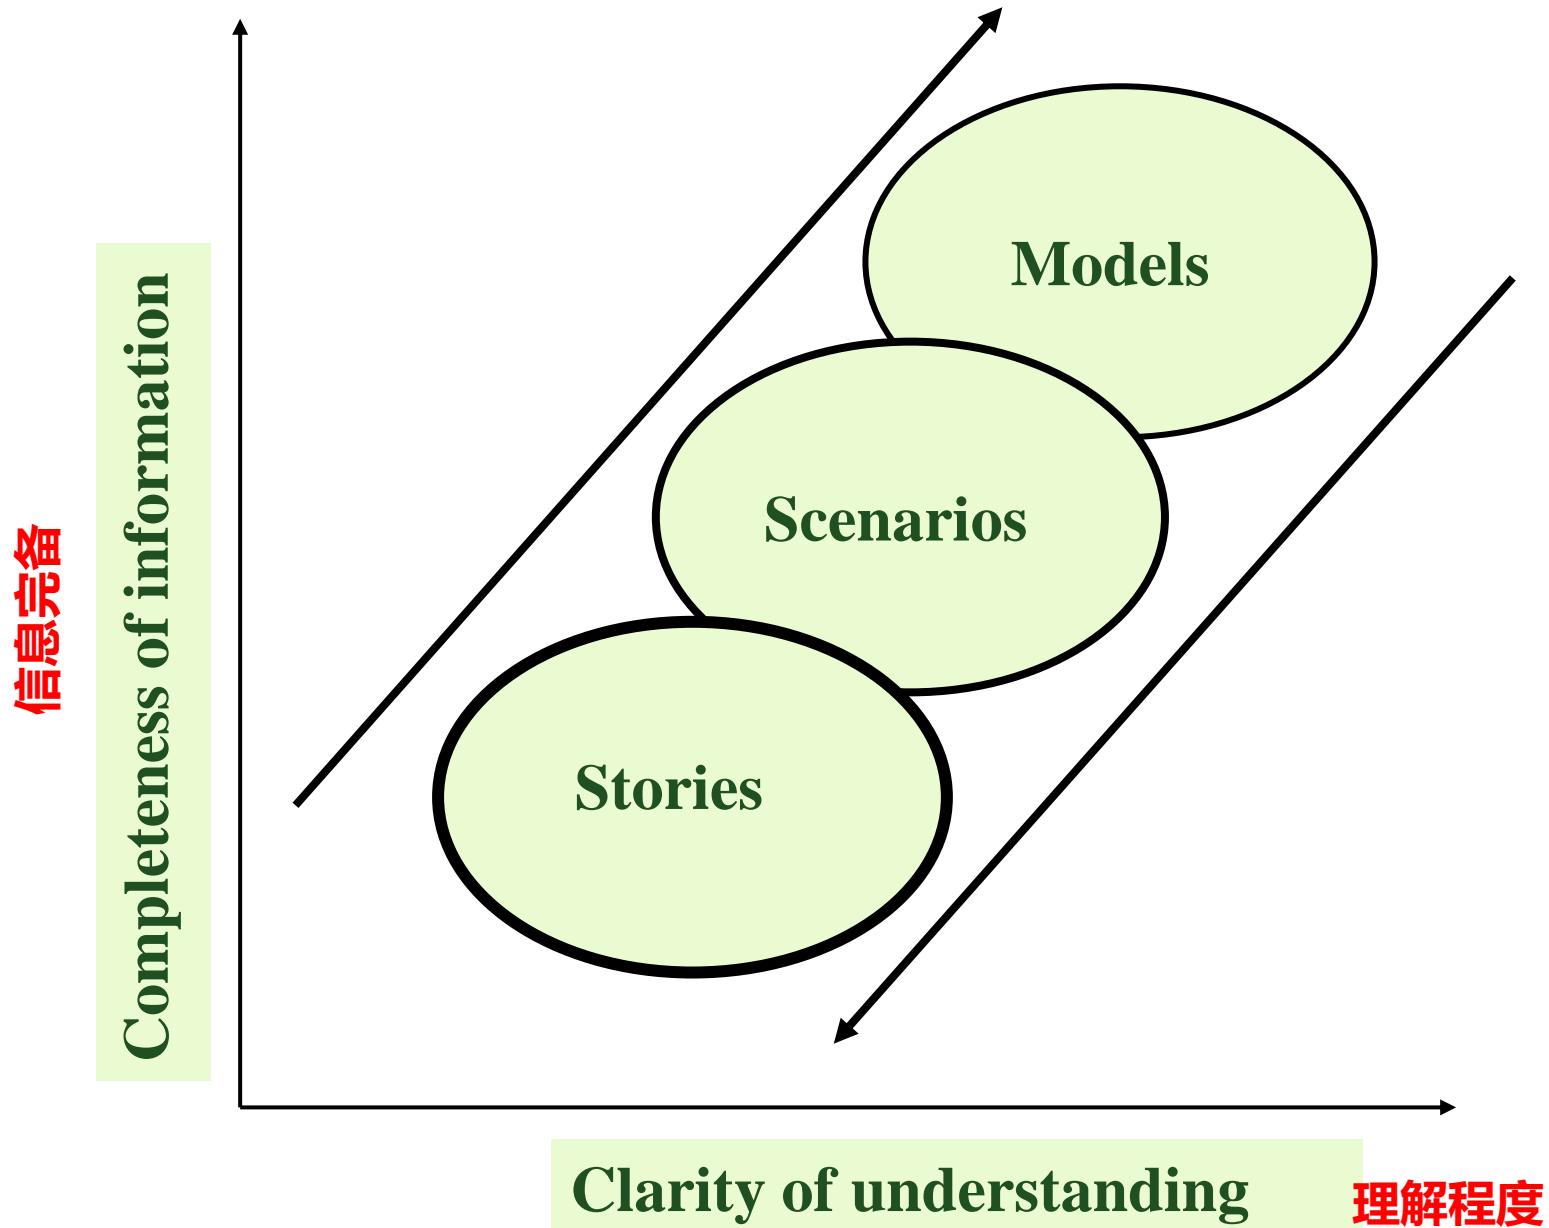 Models
Scenarios
Stories
Completeness of information
信息完备
Clarity of understanding
理解程度